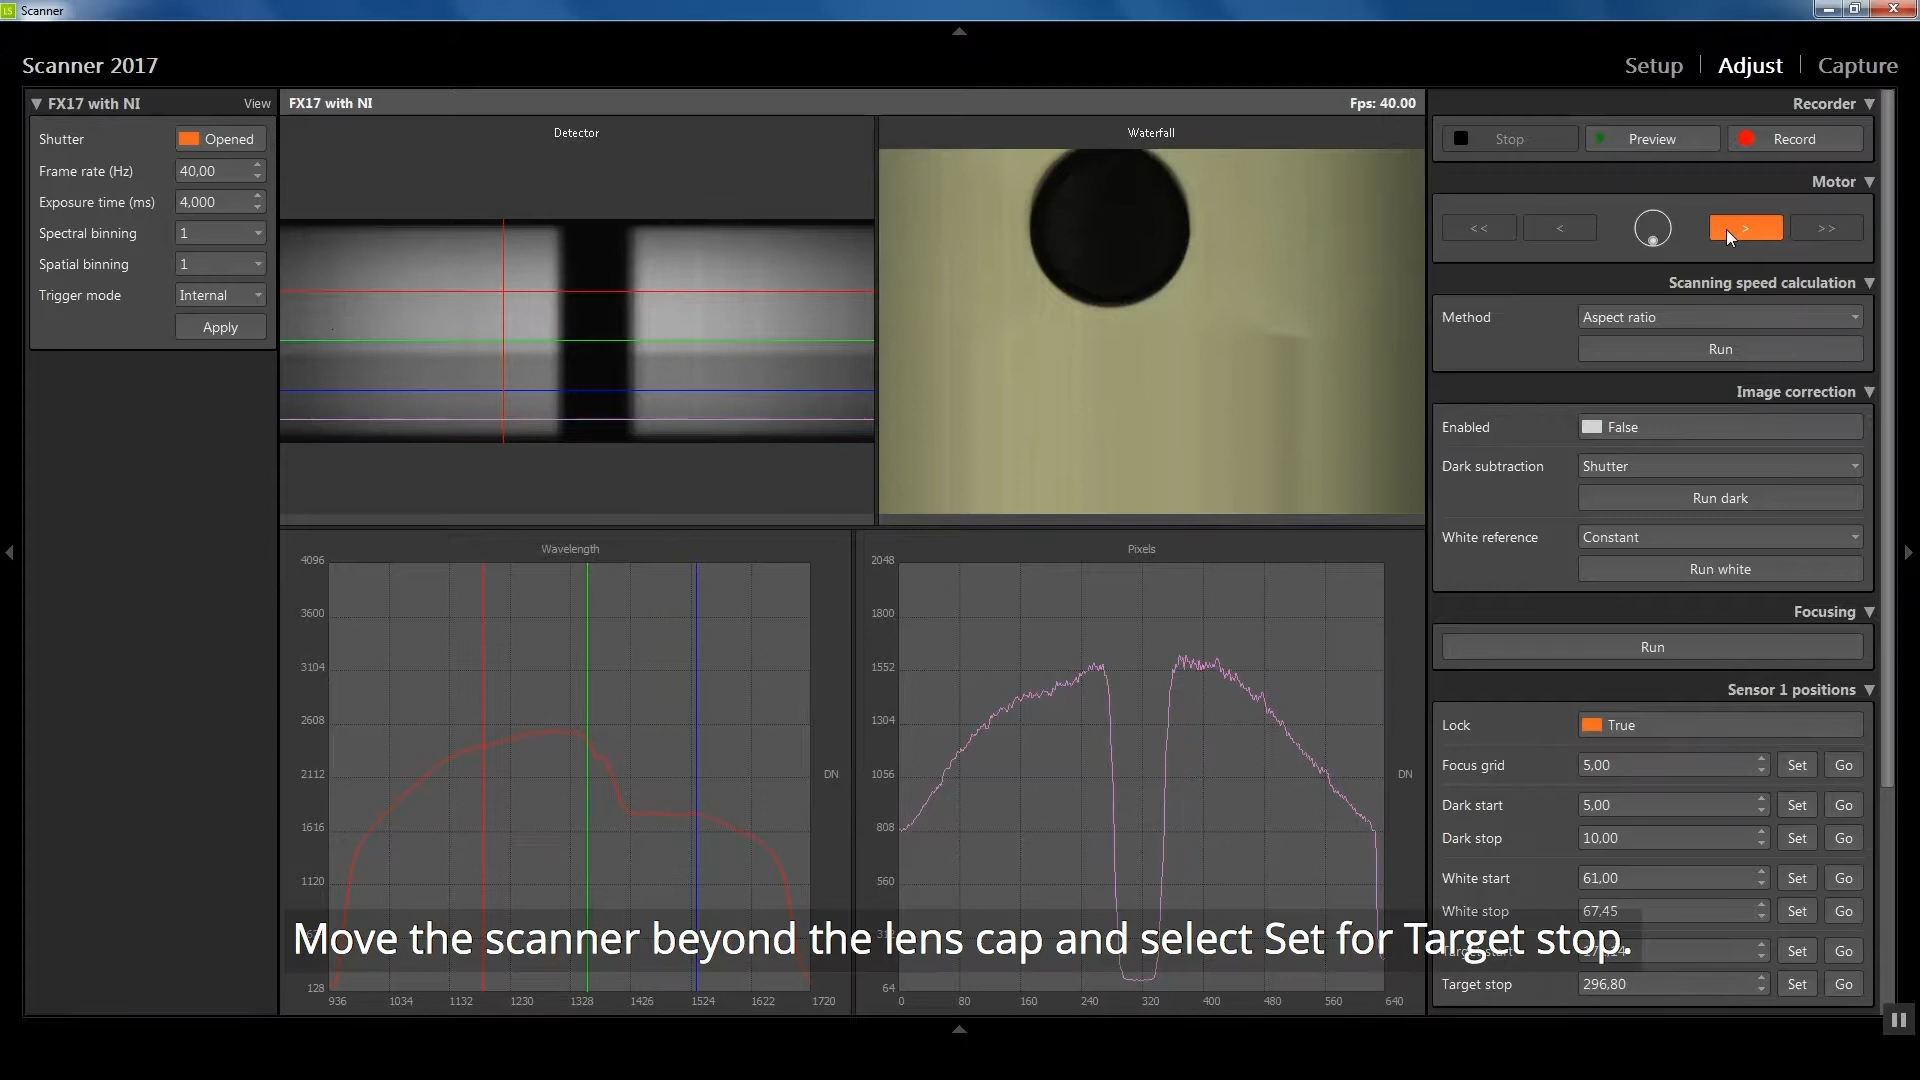 Scanner
Scanner 2017
Setup
Adjust
Capture
FX17 with NI
View
Shutter
Opened
Frame rate (Hz)
40,00
Exposure time (ms)
4,000
Spectral binning
1
Spatial binning
1
Trigger mode
Internal
Apply
FX17 with NI
Fps: 40.00
Detector
Waterfall
Wavelength
4096
3600
3104
2608
2112
1616
1120
128
936
1034
1132
1230
1328
1426
1524
1622
1720
DN
Pixels
2048
1800
1552
1304
1056
808
560
64
0
80
160
240
320
400
480
560
640
DN
Recorder
Stop
Preview
Record
Motor
<<
<
>
>>
Scanning speed calculation
Method
Aspect ratio
Run
Image correction
Enabled
False
Dark subtraction
Shutter
Run dark
White reference
Constant
Run white
Focusing
Run
Sensor 1 positions
Lock
True
Focus grid
5,00
Set
Go
Dark start
5,00
Set
Go
Dark stop
10,00
Set
Go
White start
61,00
Set
Go
White stop
67,45
Set
Go
Target start
Set
Go
Target stop
296,80
Set
Go
Move the scanner beyond the lens cap and select Set for Target stop.